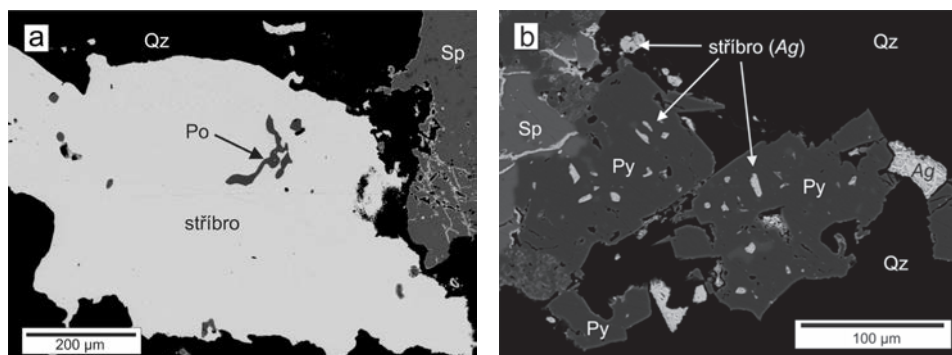 a
Qz
Sp
Po
stříbro
200 µm
b
stříbro (Ag)
Qz
Sp
Py
Py
Ag
Qz
Py
100 µm